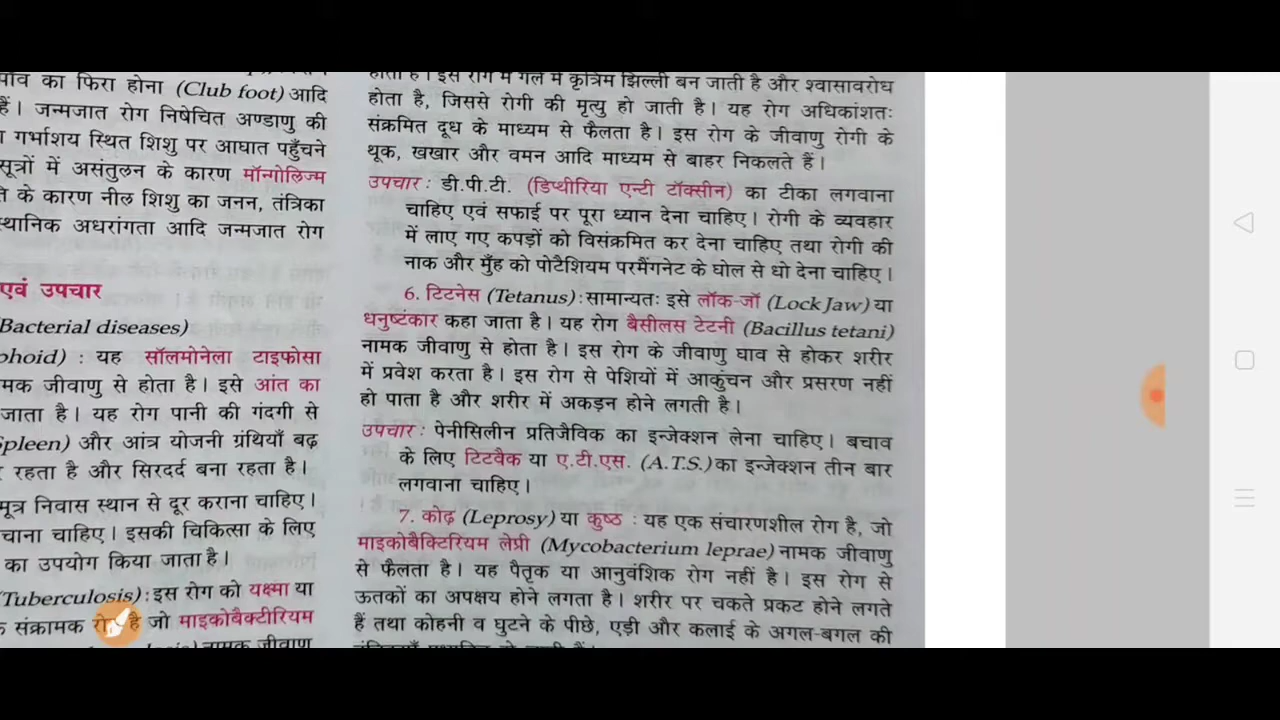 पाँव का फिरा होना (Club foot) आदि
हैं। जन्मजात रोग निषेचित अण्डाणु की
गर्भाशय स्थित शिशु पर आघात पहुँचने
सूत्रों में असंतुलन के कारण मॉन्गोलिज्म
के कारण नील शिशु का जनन, तंत्रिका
स्थानिक अधरांगता आदि जन्मजात रोग
एवं उपचार
Bacterial diseases)
phoid) : यह सॉलमोनेला टाइफोसा
मक जीवाणु से होता है। इसे आंत का
जाता है। यह रोग पानी की गंदगी से
Spleen) और आंत्र योजनी ग्रंथियाँ बढ़
रहता है और सिरदर्द बना रहता है।
मूत्र निवास स्थान से दूर कराना चाहिए।
चाना चाहिए। इसकी चिकित्सा के लिए
का उपयोग किया जाता है।
(Tuberculosis) : इस रोग को यक्ष्मा या
संक्रामक है जो माइकोबैक्टीरियम
नामक जीवाणु
होता है। इस रोग में गले में कृत्रिम झिल्ली बन जाती है और श्वासावरोध
होता है, जिससे रोगी की मृत्यु हो जाती है। यह रोग अधिकांशतः
संक्रमित दूध के माध्यम से फैलता है। इस रोग के जीवाणु रोगी के
थूक, खखार और वमन आदि माध्यम से बाहर निकलते हैं।
उपचार : डी.पी.टी. (डिप्थीरिया एन्टी टॉक्सीन) का टीका लगवाना
चाहिए एवं सफाई पर पूरा ध्यान देना चाहिए। रोगी के व्यवहार
में लाए गए कपड़ों को विसंक्रमित कर देना चाहिए तथा रोगी की
नाक और मुँह को पोटैशियम परमैंगनेट के घोल से धो देना चाहिए।
6. टिटनेस (Tetanus) : सामान्यतः इसे लॉक-जॉ (Lock Jaw) या
धनुष्टंकार कहा जाता है। यह रोग बैसीलस टेटनी (Bacillus tetani)
नामक जीवाणु से होता है। इस रोग के जीवाणु घाव से होकर शरीर
में प्रवेश करता है। इस रोग से पेशियों में आकुंचन और प्रसरण नहीं
हो पाता है और शरीर में अकड़न होने लगती है।
उपचार : पेनीसिलीन प्रतिजैविक का इन्जेक्शन लेना चाहिए। बचाव
के लिए टिटवैक या ए.टी.एस. (A.T.S.) का इन्जेक्शन तीन बार
लगवाना चाहिए।
7. कोढ़ (Leprosy) या कुष्ठ : यह एक संचारणशील रोग है, जो
माइकोबैक्टिरियम लेप्री (Mycobacterium leprae) नामक जीवाणु
से फैलता है। यह पैतृक या आनुवंशिक रोग नहीं है। इस रोग से
ऊतकों का अपक्षय होने लगता है। शरीर पर चकते प्रकट होने लगते
हैं तथा कोहनी व घुटने के पीछे, एड़ी और कलाई के अगल-बगल की